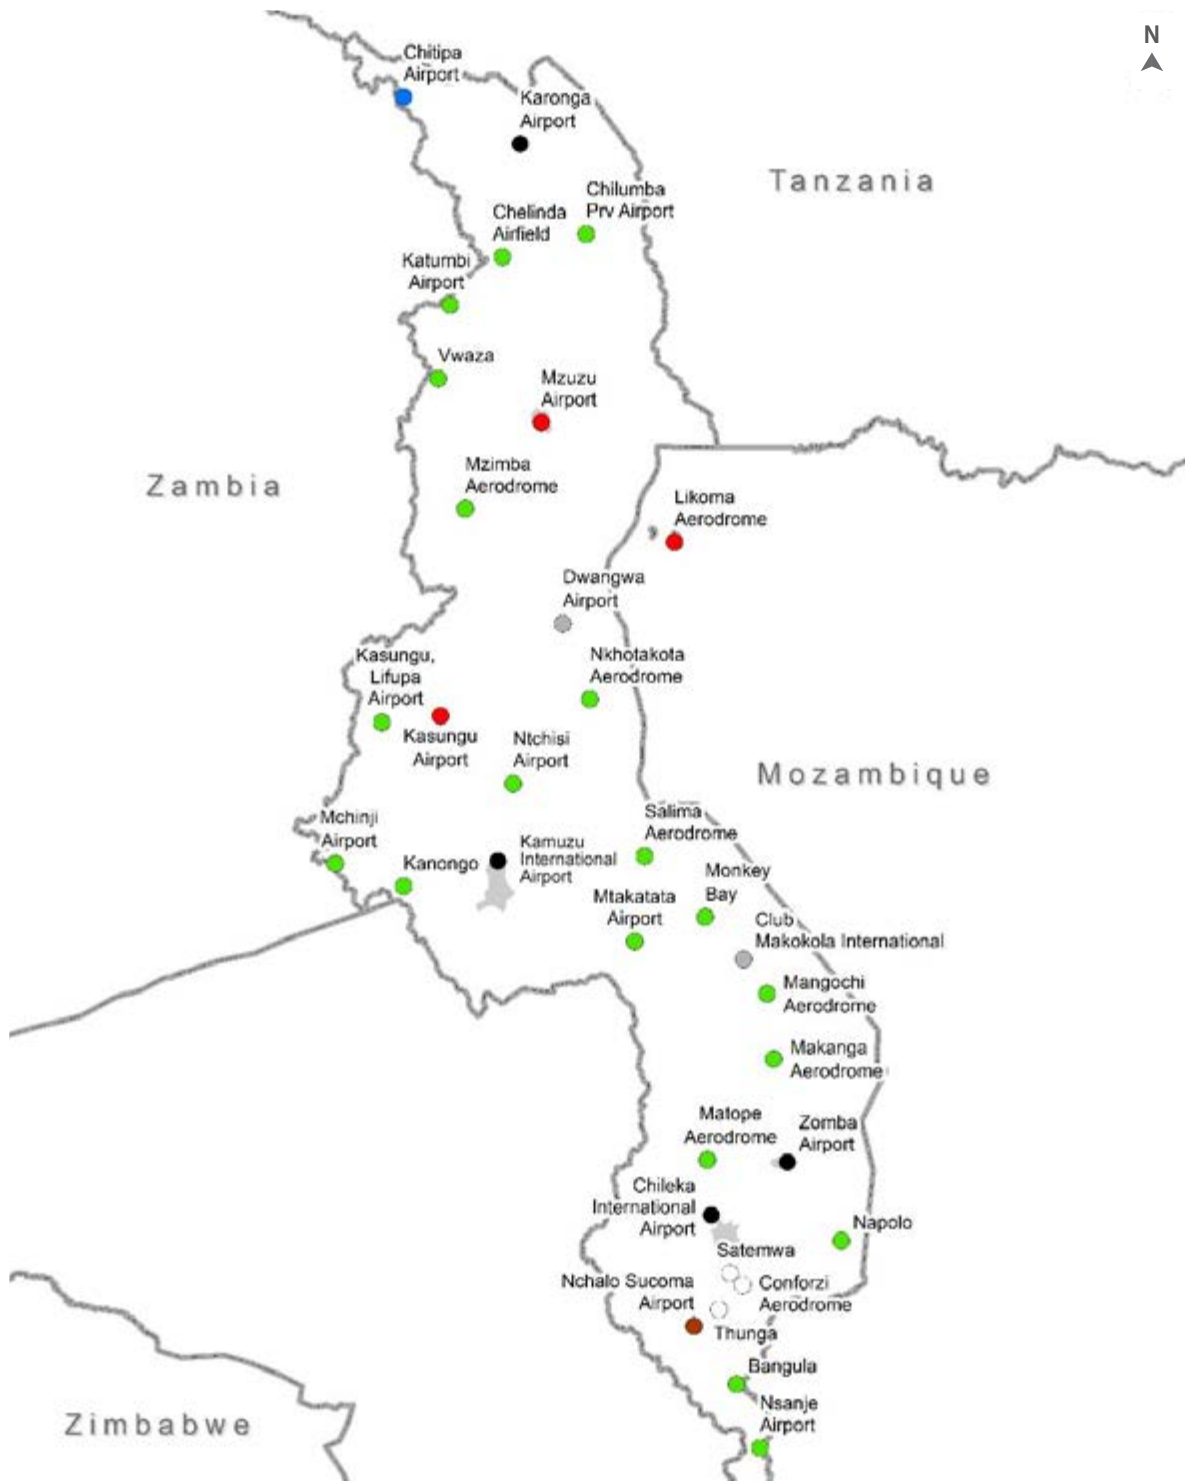 N
Chitipa
Airport
Karonga
Airport
Tanzania
Chilumba
Prv Airport
Chelinda
Airfield
Katumbi
Airport
Vwaza
Mzuzu
Airport
Mzimba
Aerodrome
Zambia
Likoma
Aerodrome
Dwangwa
Airport
Kasungu,
Lifupa
Airport
Nkhotakota
Aerodrome
Kasungu
Airport
Ntchisi
Airport
Mozambique
Mchinji
Airport
Salima
Aerodrome
Kanongo
Kamuzu
International
Airport
Monkey
Bay
Mtakatata
Airport
Club
Makokola International
Mangochi
Aerodrome
Makanga
Aerodrome
Matope
Aerodrome
Zomba
Airport
Chileka
International
Airport
Napolo
Satemwa
Nchalo Sucoma
Airport
Conforzi
Aerodrome
Thunga
Bangula
Nsanje
Airport
Zimbabwe